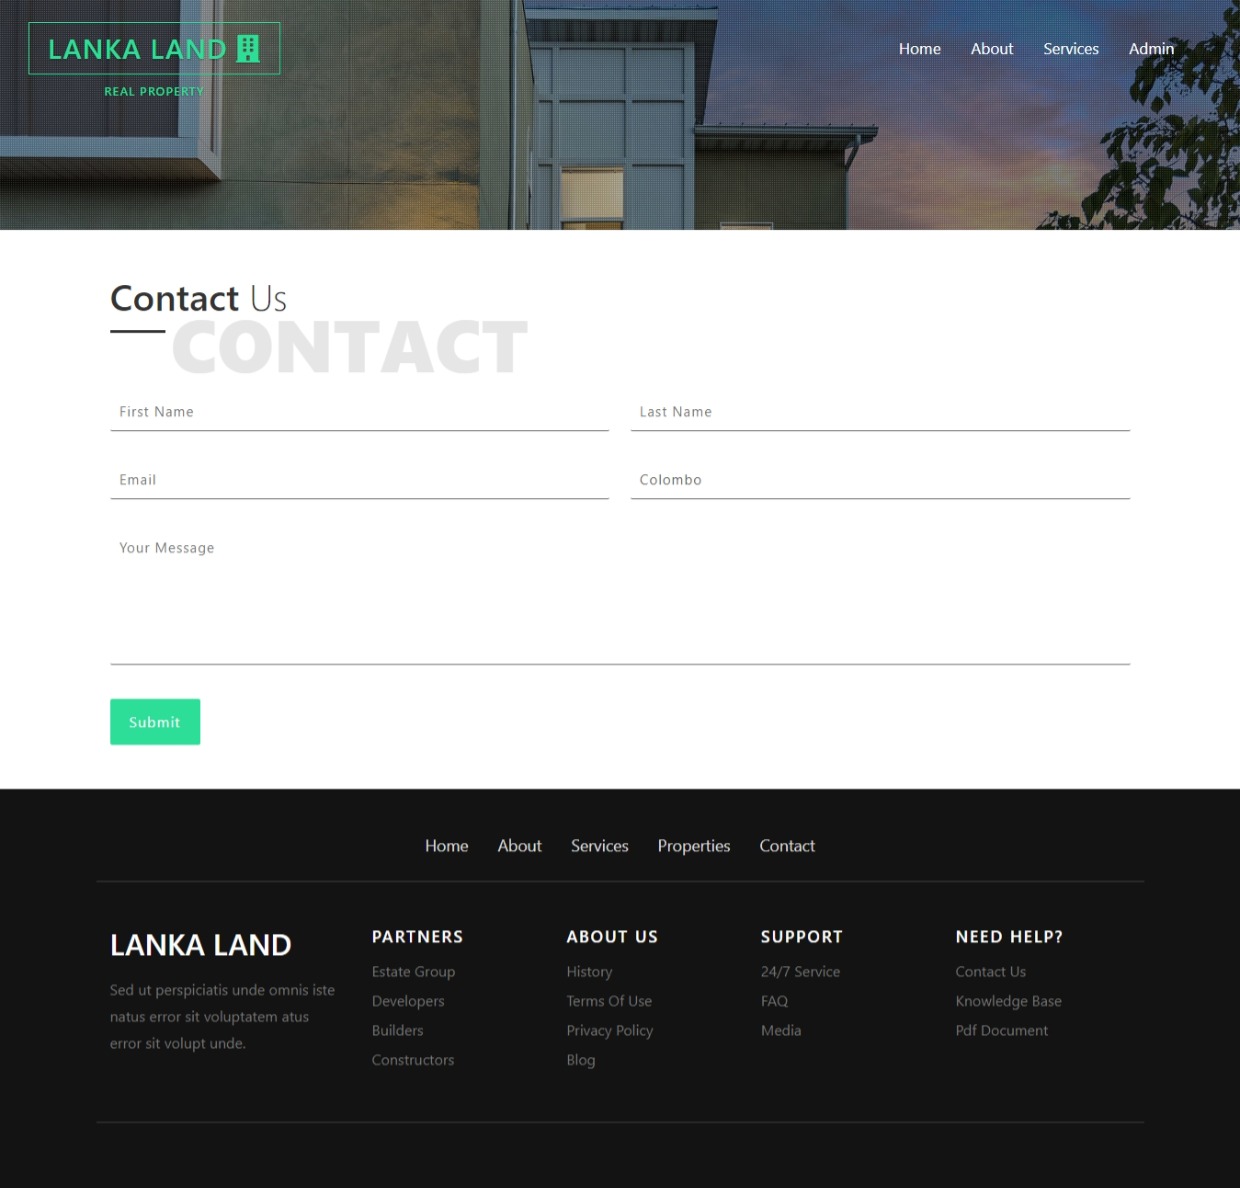 LANKA LAND
REAL PROPERTY
Home About Services Admin
Contact Us
CONTACT
First Name Last Name
Email Colombo
Your Message
Submit
Home About Services Properties Contact
LANKA LAND
Sed ut perspiciatis unde omnis iste
natus error sit voluptatem atus
error sit volupt unde.
PARTNERS
Estate Group
Developers
Builders
Constructors
ABOUT US
History
Terms Of Use
Privacy Policy
Blog
SUPPORT
24/7 Service
FAQ
Media
NEED HELP?
Contact Us
Knowledge Base
Pdf Document